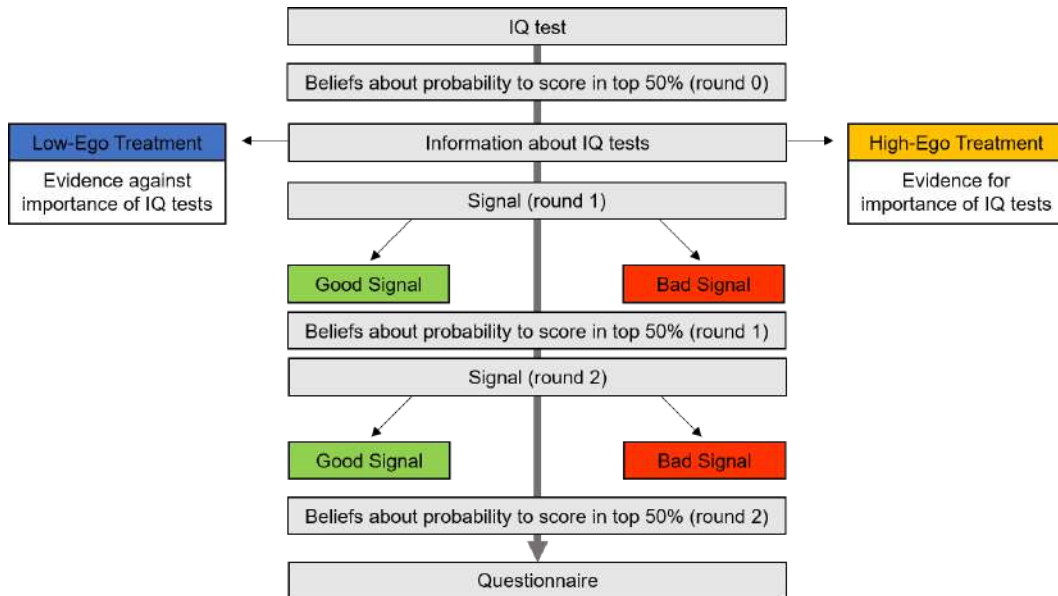 IQ test
Beliefs about probability to score in top 50% (round 0)
Low-Ego Treatment
Evidence against
importance of IQ tests
Information about IQ tests
High-Ego Treatment
Evidence for
importance of IQ tests
Signal (round 1)
Good Signal
Bad Signal
Beliefs about probability to score in top 50% (round 1)
Signal (round 2)
Good Signal
Bad Signal
Beliefs about probability to score in top 50% (round 2)
Questionnaire